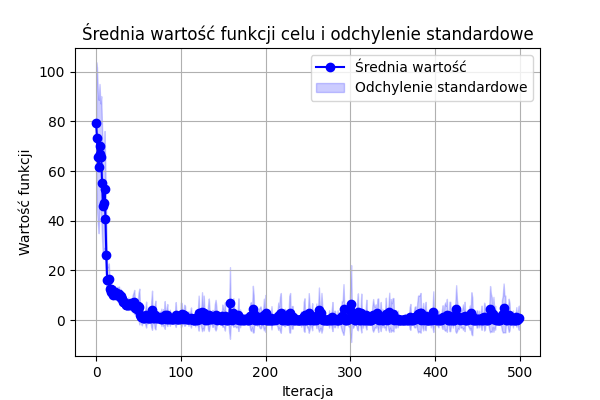 Średnia wartość funkcji celu i odchylenie standardowe
Średnia wartość
Odchylenie standardowe
Wartość funkcji
100
80
60
40
20
0
0 100 200 300 400 500
Iteracja